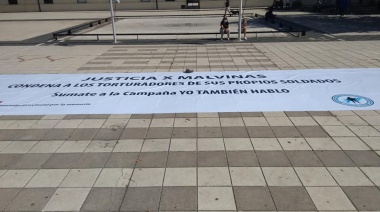 JUSTICIA X MALVINAS
CONDENA A LOS TORTURADORES DE SUS PROPIOS SOLDADOS
Sumate a la Campaña YO TAMBIÉN HABLO